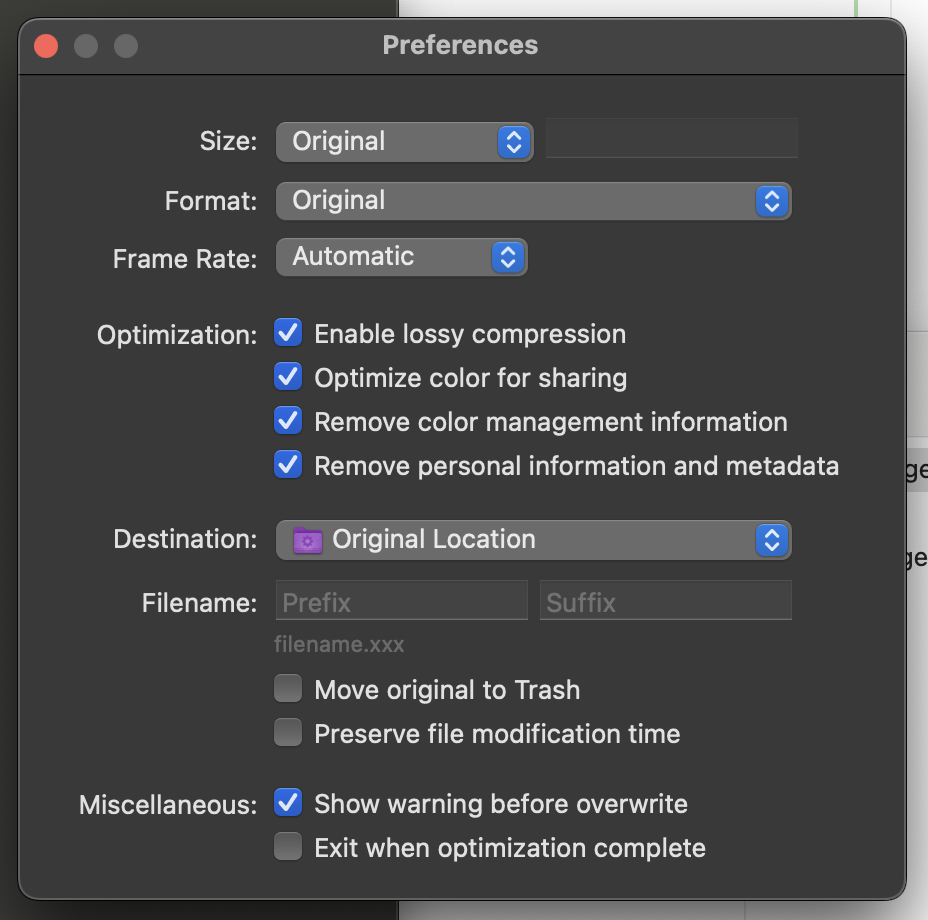 Preferences
Size: Original
Format: Original
Frame Rate: Automatic
Optimization: Enable lossy compression
Optimize color for sharing
Remove color management information
Remove personal information and metadata
ge
Destination: Original Location
ge
Filename: Prefix Suffix
filename.xxx
Move original to Trash
Preserve file modification time
Miscellaneous: Show warning before overwrite
Exit when optimization complete